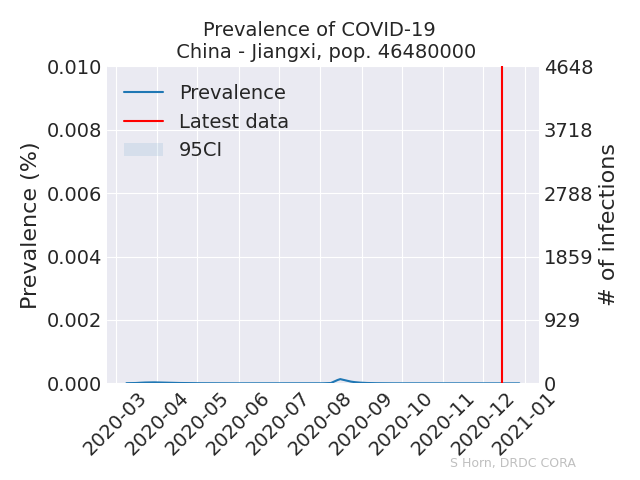 Prevalence of COVID-19
China - Jiangxi, pop. 46480000
0.010
0.008
0.006
0.004
0.002
0.000
Prevalence (%)
Prevalence
Latest data
95CI
4648
3718
2788
1859
929
0
# of infections
2020-03
2020-04
2020-05
2020-06
2020-07
2020-08
2020-09
2020-10
2020-11
2020-12
2021-01
S Horn, DRDC CORA